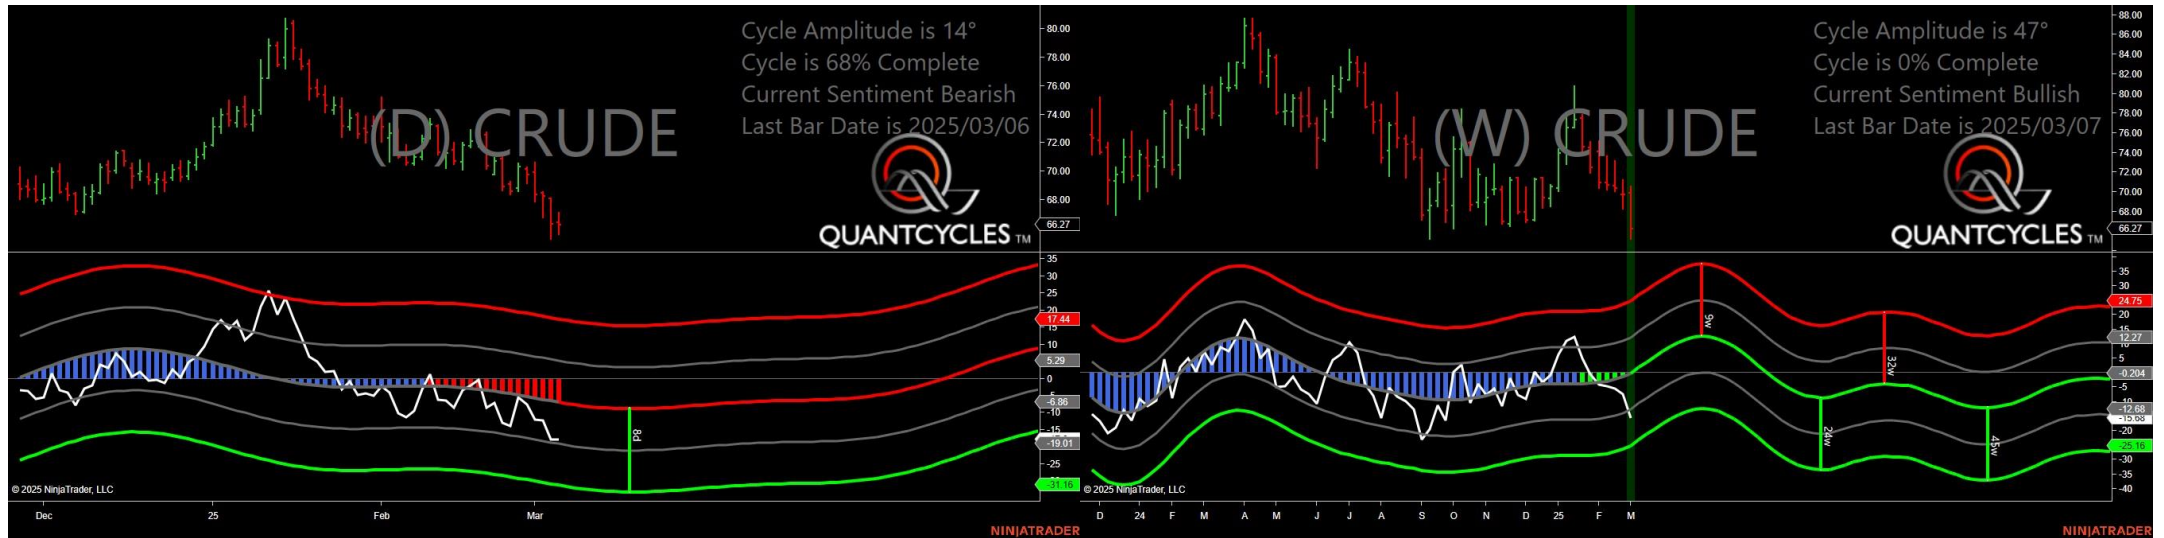 Cycle Amplitude is 14°
Cycle is 68% Complete
Current Sentiment Bearish
Last Bar Date is 2025/03/06
(D) CRUDE
QUANTCYCLES TM
80.00
78.00
76.00
74.00
72.00
70.00
68.00
66.27
35
30
25
20
17.44
15
10
5.29
0
-5
-6.86
-10
-15
-19.01
-25
-31.16
8d
© 2025 NinjaTrader, LLC
Dec
25
Feb
Mar
NINJATRADER
Cycle Amplitude is 47°
Cycle is 0% Complete
Current Sentiment Bullish
Last Bar Date is 2025/03/07
(W) CRUDE
QUANTCYCLES TM
88.00
86.00
84.00
82.00
80.00
78.00
76.00
74.00
72.00
70.00
68.00
66.27
35
24.75
20
15
12.27
5
-0.204
-5
-12.68
-15.68
-20
-25.16
-30
-35
-40
9w
32w
24w
45w
© 2025 NinjaTrader, LLC
D 24 F M A M J J A S O N D 25 F M
NINJATRADER